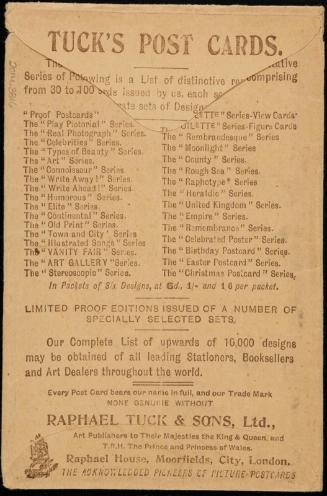 TUCK'S POST CARDS.
The
Series of
is a List of distinctive
comprising
from 30 to 100 cards issued by us, each
sets of Design
"Proof Postcards"
ETTE" Series-View Cards
The "Play Pictorial" Series.
ILETTE" Series-Figure Cards
The "Real Photograph" Series.
The "Rembrandtesque" Series
The "Celebrities" Series.
The "Moonlight" Series
The "Types of Beauty" Series.
The "County" Series.
The "Art" Series.
The "Rough Sea" Series.
The "Connoisseur" Series.
The "Raphotype" Series
The "Write Away!" Series.
The "Heraldic" Series.
The "Write Ahead!" Series.
The "United Kingdom" Series.
The "Humorous" Series.
The "Empire" Series.
The "Elite" Series.
The "Remembrance" Series.
The "Continental" Series.
The "Celebrated Poster" Series.
The "Old Print" Series.
The "Birthday Postcard" Series.
The "Town and City" Series
The "Easter Postcard" Series.
The "Illustrated Songs" Series
The "Christmas Postcard" Series.
The "VANITY FAIR" Series.
The "ART GALLERY" Series.
The "Stereoscopic" Series.
In Packets of Six Designs, at 6d., 1/- and 1 6 per packet.
LIMITED PROOF EDITIONS ISSUED OF A NUMBER OF
SPECIALLY SELECTED SETS.
Our Complete List of upwards of 10,000 designs
may be obtained of all leading Stationers, Booksellers
and Art Dealers throughout the world.
Every Post Card bears our name in full, and our Trade Mark
NONE GENUINE WITHOUT.
RAPHAEL TUCK & SONS, Ltd.,
Art Publishers to Their Majesties the King & Queen, and
T.R.H. The Prince and Princess of Wales.
Raphael House, Moorfields, City, London.
THE ACKNOWLEDGED PIONEERS OF PICTURE-POSTCARDS